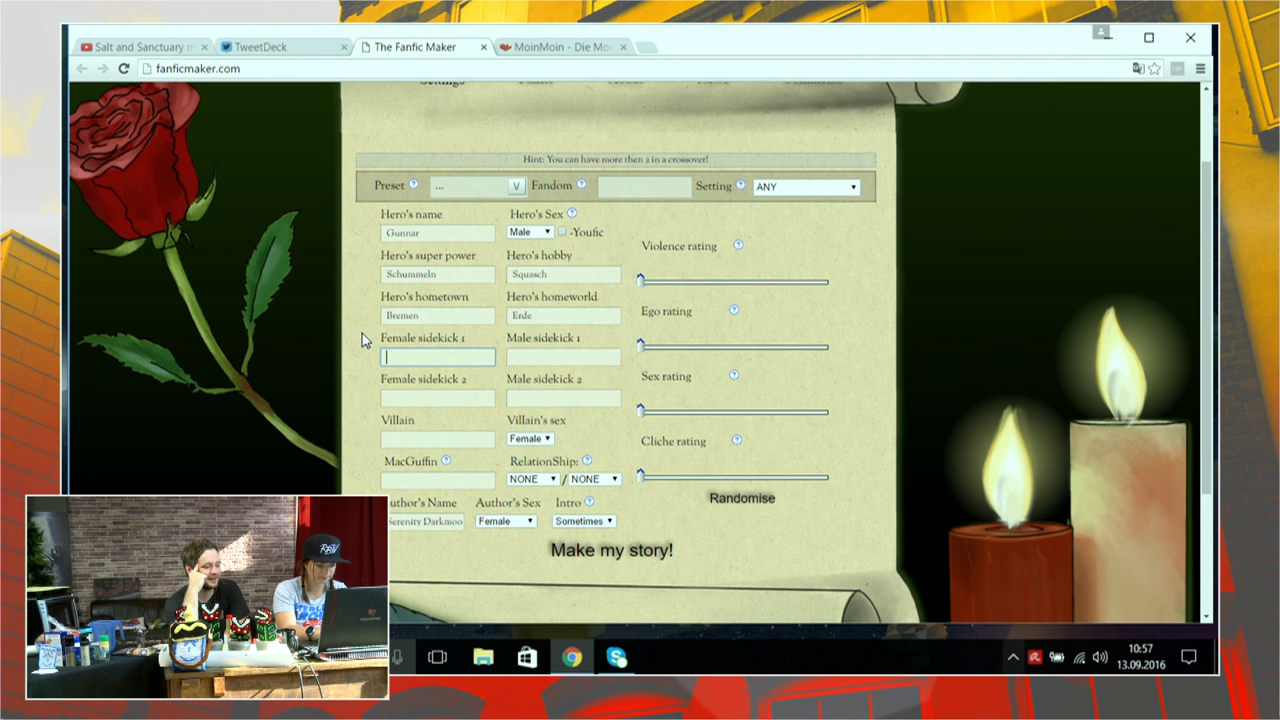 Salt and Sanctuary m
TweetDeck
The Fanfic Maker
MoinMoin - Die Mo
fanficmaker.com
Settings
Hint: You can have more then 2 in a crossover!
Preset ? ... V Fandom ? Setting ? ANY
Hero's name
Hero's Sex ?
Gunnar
Male
-Youfic
Violence rating ?
Hero's super power
Hero's hobby
Schummeln
Squasch
Hero's hometown
Hero's homeworld
Ego rating ?
Bremen
Erde
Female sidekick 1
Male sidekick 1
Sex rating ?
Female sidekick 2
Male sidekick 2
Villain
Villain's sex
Female
Cliche rating ?
MacGuffin ?
RelationShip: ?
NONE / NONE
Randomise
uthor's Name
Author's Sex
Intro ?
Serenity Darkmoo
Female
Sometimes
Make my story!
10:57
13.09.2016